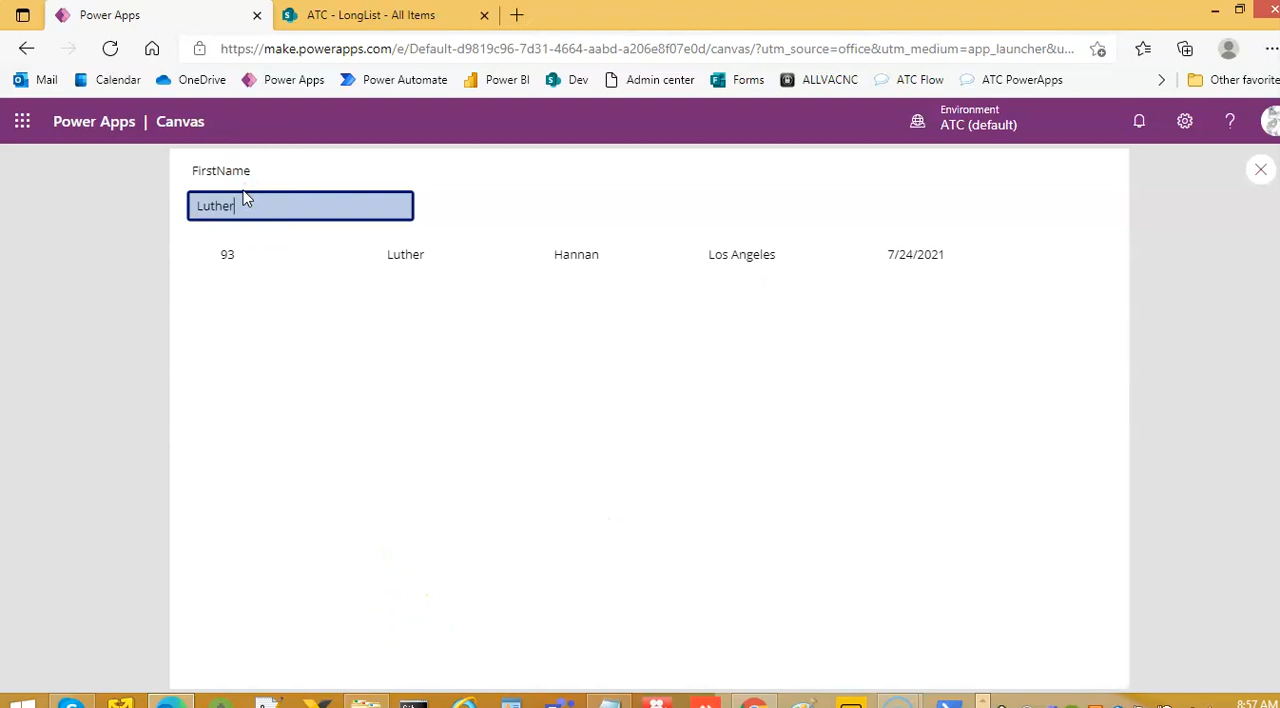 Power Apps
ATC - LongList - All Items
https://make.powerapps.com/e/Default-d9819c96-7d31-4664-aabd-a206e8f07e0d/canvas/?utm_source=office&utm_medium=app_launcher&u...
Mail Calendar OneDrive Power Apps Power Automate Power BI Dev Admin center Forms ALLVACNC ATC Flow ATC PowerApps Other favorite
Power Apps | Canvas
Environment
ATC (default)
FirstName
Luther
93 Luther Hannan Los Angeles 7/24/2021
8:57 AM